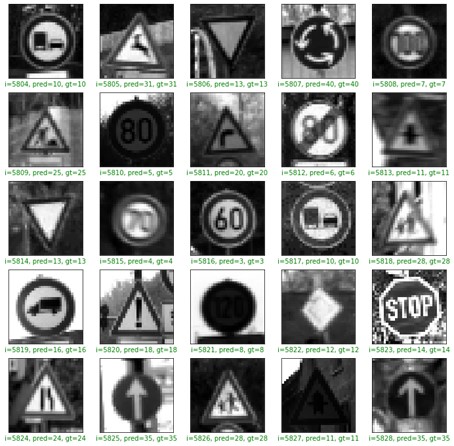 i=5804, pred=10, gt=10
i=5805, pred=31, gt=31
i=5806, pred=13, gt=13
i=5807, pred=40, gt=40
i=5808, pred=7, gt=7
80
80
i=5809, pred=25, gt=25
i=5810, pred=5, gt=5
i=5811, pred=20, gt=20
i=5812, pred=6, gt=6
i=5813, pred=11, gt=11
70
60
i=5814, pred=13, gt=13
i=5815, pred=4, gt=4
i=5816, pred=3, gt=3
i=5817, pred=10, gt=10
i=5818, pred=28, gt=28
120
STOP
i=5819, pred=16, gt=16
i=5820, pred=18, gt=18
i=5821, pred=8, gt=8
i=5822, pred=12, gt=12
i=5823, pred=14, gt=14
i=5824, pred=24, gt=24
i=5825, pred=35, gt=35
i=5826, pred=28, gt=28
i=5827, pred=11, gt=11
i=5828, pred=35, gt=35